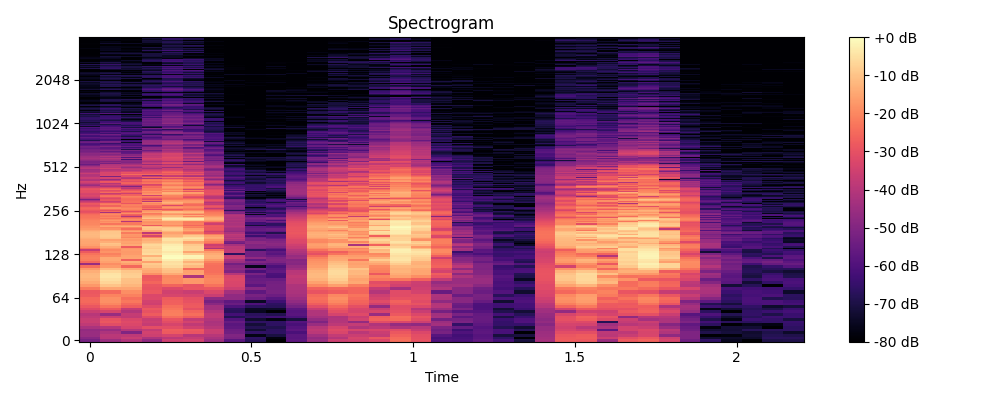 Spectrogram
Hz
2048
1024
512
256
128
64
0
0
0.5
1
1.5
2
Time
+0 dB
-10 dB
-20 dB
-30 dB
-40 dB
-50 dB
-60 dB
-70 dB
-80 dB